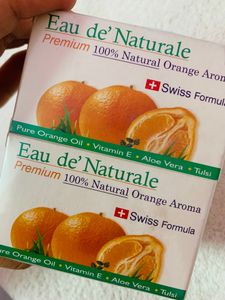 Eau de' Naturale
Premium 100% Natural Orange Aroma
Swiss Formula
Pure Orange Oil • Vitamin E • Aloe Vera • Tulsi
Eau de' Naturale
Premium 100% Natural Orange Aroma
Swiss Formula
Pure Orange Oil • Vitamin E • Aloe Vera • Tulsi